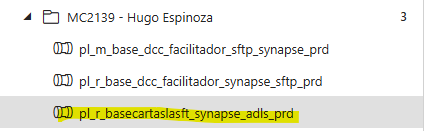 MC2139 - Hugo Espinoza 3
pl_m_base_dcc_facilitador_sftp_synapse_prd
pl_r_base_dcc_facilitador_synapse_sftp_prd
pl_r_basecartaslasft_synapse_adls_prd